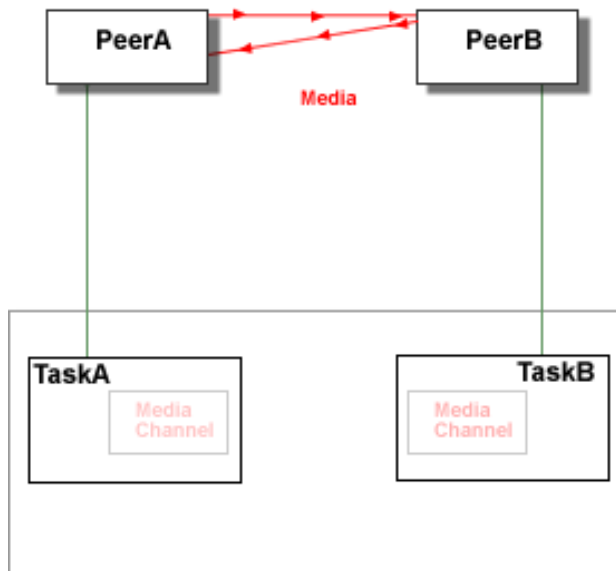 PeerA
PeerB
Media
TaskA
TaskB
Media
Channel
Media
Channel